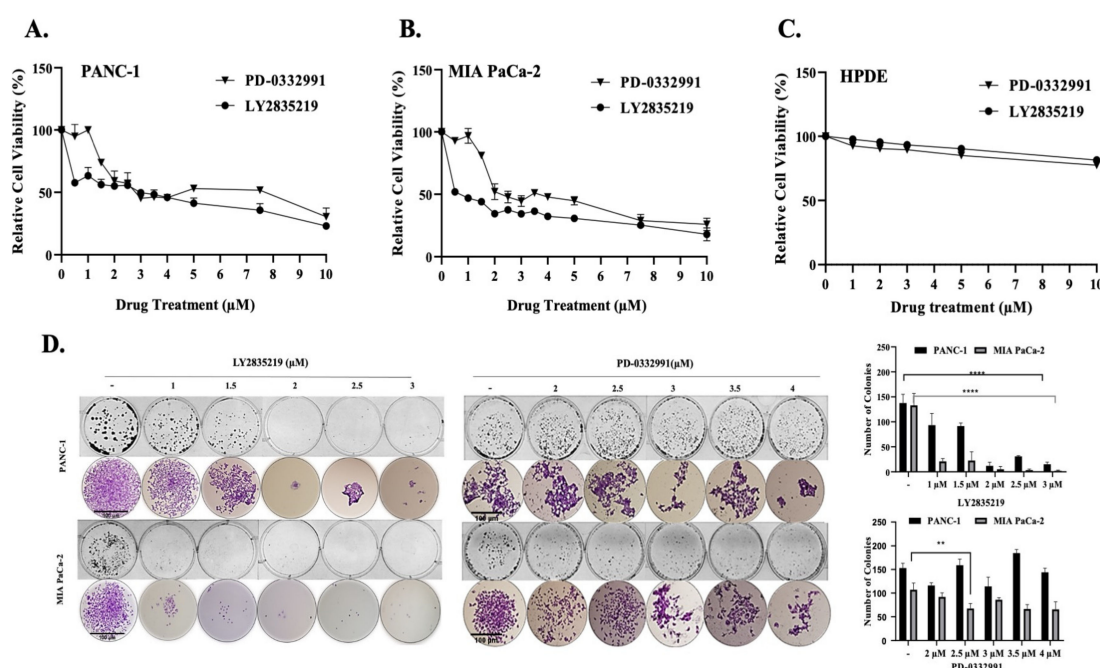 A.
B.
C.
PANC-1
PD-0332991
LY2835219
Relative Cell Viability (%)
150
100
50
0
0 1 2 3 4 5 6 7 8 9 10
Drug Treatment (µM)
MIA PaCa-2
PD-0332991
LY2835219
Relative Cell Viability (%)
150
100
50
0
0 1 2 3 4 5 6 7 8 9 10
Drug Treatment (µM)
HPDE
PD-0332991
LY2835219
Relative Cell Viability (%)
150
100
50
0
0 1 2 3 4 5 6 7 8 9 10
Drug treatment (µM)
D.
LY2835219 (µM)
- 1 1.5 2 2.5 3
PANC-1
100 µm
MIA PaCa-2
100 µm
PD-0332991(µM)
- 2 2.5 3 3.5 4
100 µm
100 µm
PANC-1 MIA PaCa-2
****
****
Number of Colonies
250
200
150
100
50
0
- 1 µM 1.5 µM 2 µM 2.5 µM 3 µM
LY2835219
PANC-1 MIA PaCa-2
**
Number of Colonies
250
200
150
100
50
0
- 2 µM 2.5 µM 3 µM 3.5 µM 4 µM
PD-0332991